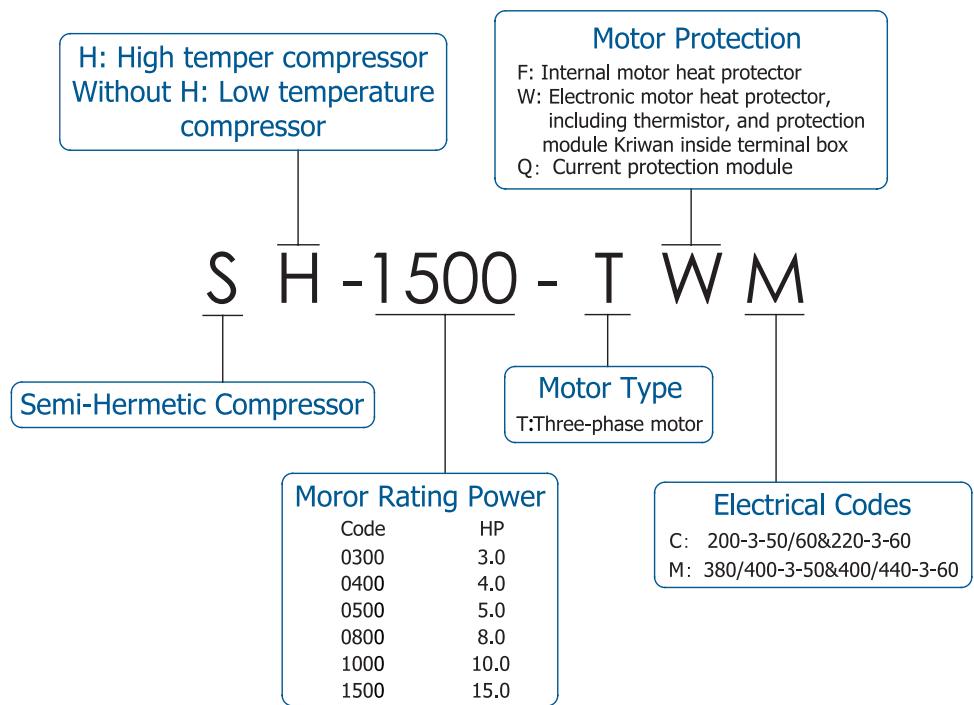 H: High temper compressor
Without H: Low temperature
compressor
Motor Protection
F: Internal motor heat protector
W: Electronic motor heat protector,
including thermistor, and protection
module Kriwan inside terminal box
Q: Current protection module
S H -1500 - T W M
Semi-Hermetic Compressor
Motor Type
T:Three-phase motor
Moror Rating Power
Code HP
0300 3.0
0400 4.0
0500 5.0
0800 8.0
1000 10.0
1500 15.0
Electrical Codes
C: 200-3-50/60&220-3-60
M: 380/400-3-50&400/440-3-60